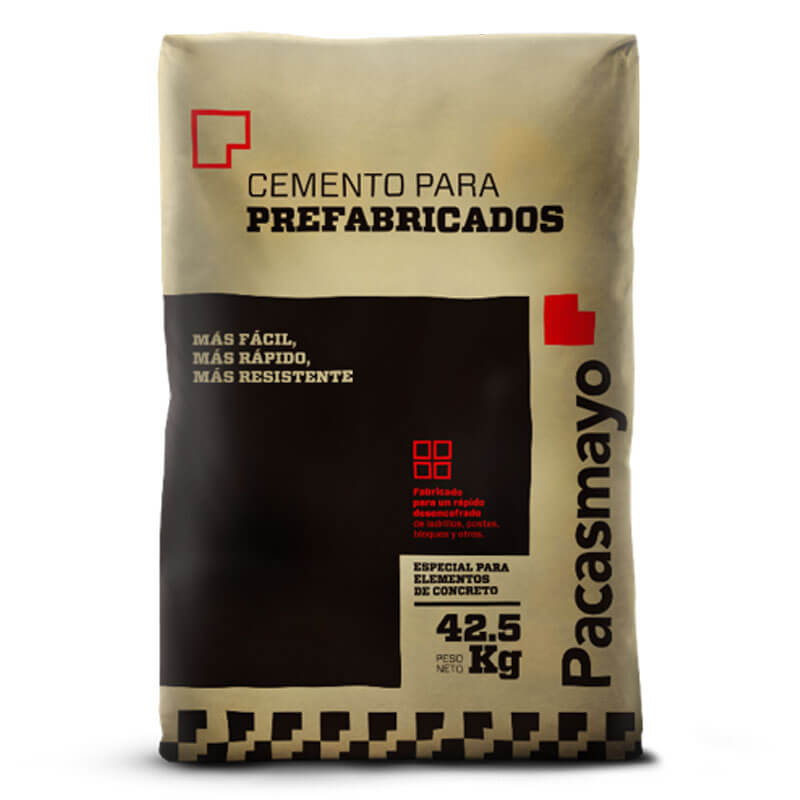 CEMENTO PARA
PREFABRICADOS
MÁS FÁCIL,
MÁS RÁPIDO,
MÁS RESISTENTE
Pacasmayo
Fabricado
para un rápido
desencofrado
de ladrillos, postes,
bloques y otros.
ESPECIAL PARA
ELEMENTOS
DE CONCRETO
42.5
PESO NETO Kg